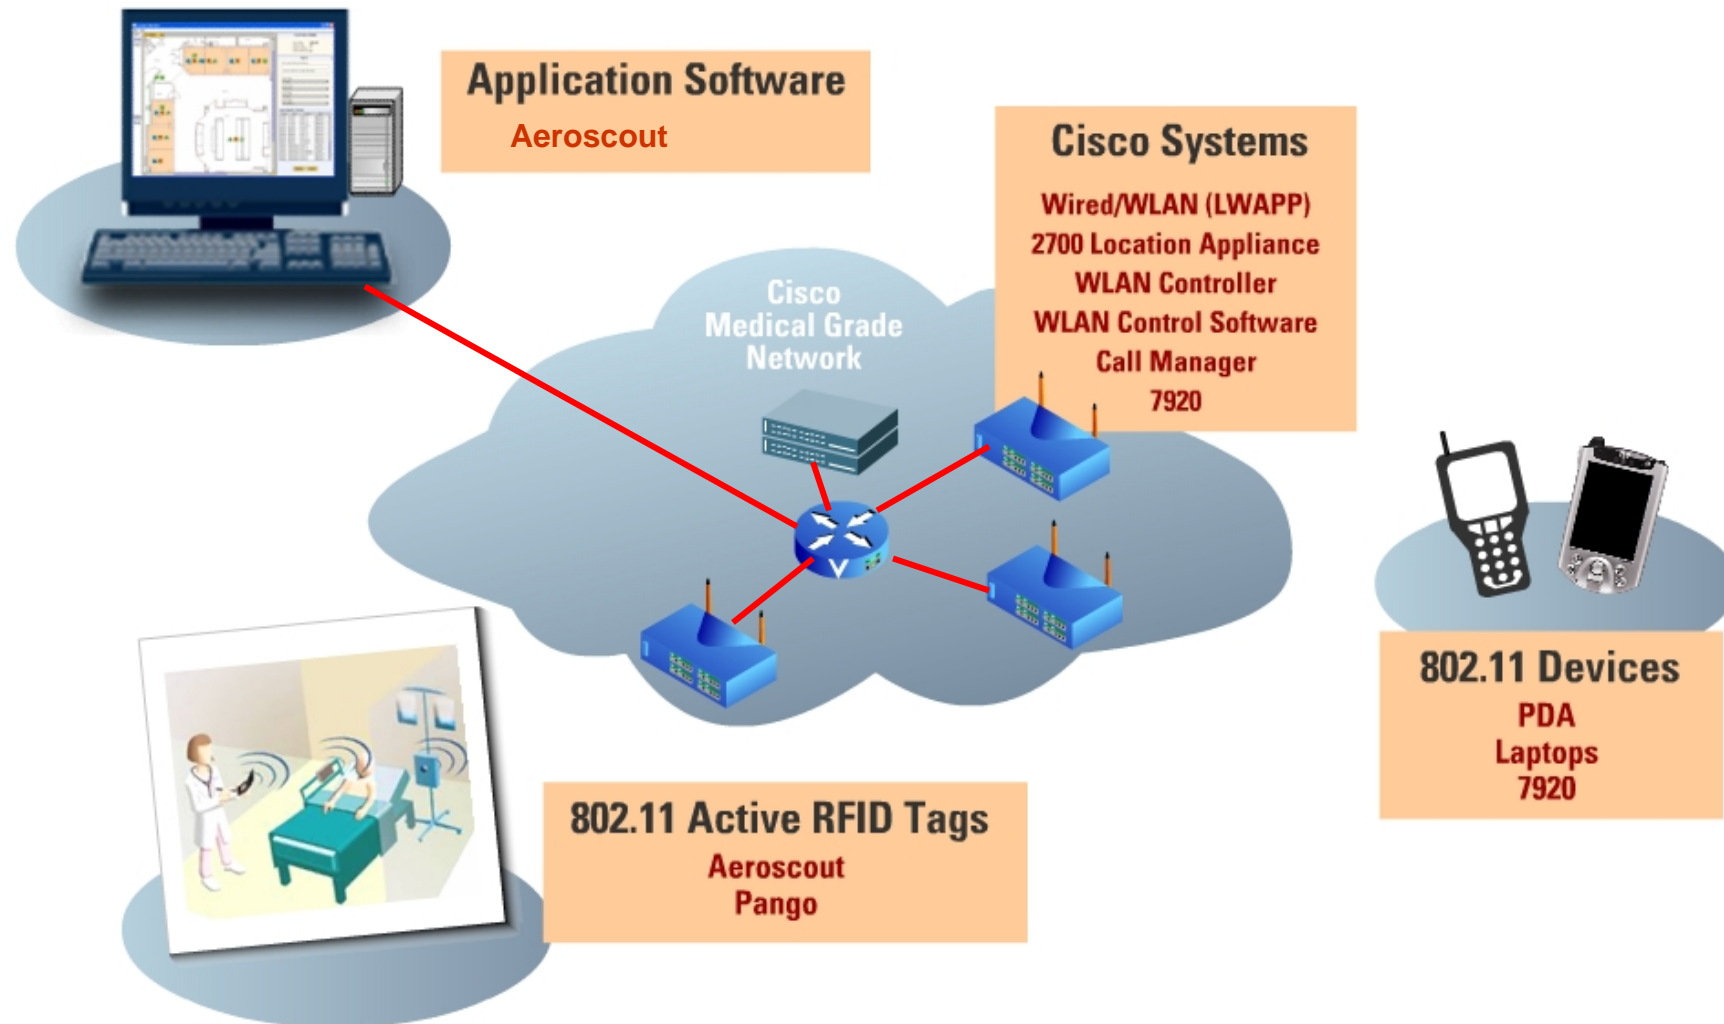 Application Software
Aeroscout
Cisco Systems
Wired/WLAN (LWAPP)
2700 Location Appliance
WLAN Controller
WLAN Control Software
Call Manager
7920
Cisco
Medical Grade
Network
V
802.11 Devices
PDA
Laptops
7920
802.11 Active RFID Tags
Aeroscout
Pango